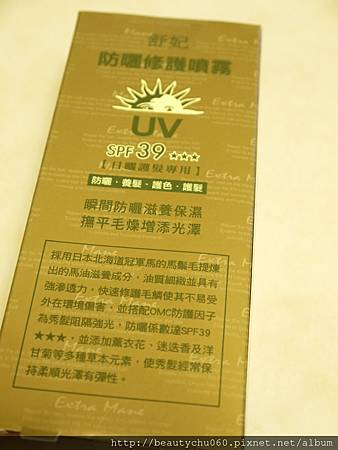 舒妃
防曬修護噴霧
UV
SPF 39 ★★★
【日曬護髮專用】
防曬‧養髮‧護色‧護髮
瞬間防曬滋養保濕
撫平毛燥增添光澤
採用日本北海道冠軍馬的馬鬃毛提煉
出的馬油滋養成分，油質細緻並具有
強滲透力，快速修護毛鱗使其不易受
外在環境傷害，並搭配OMC防護因子
為秀髮阻隔強光，防曬係數達SPF39
★★★，並添加薰衣花、迷迭香及洋
甘菊等多種草本元素，使秀髮經常保
持柔順光澤有彈性。
Extra Mane
http://beautychu060.pixnet.net/album